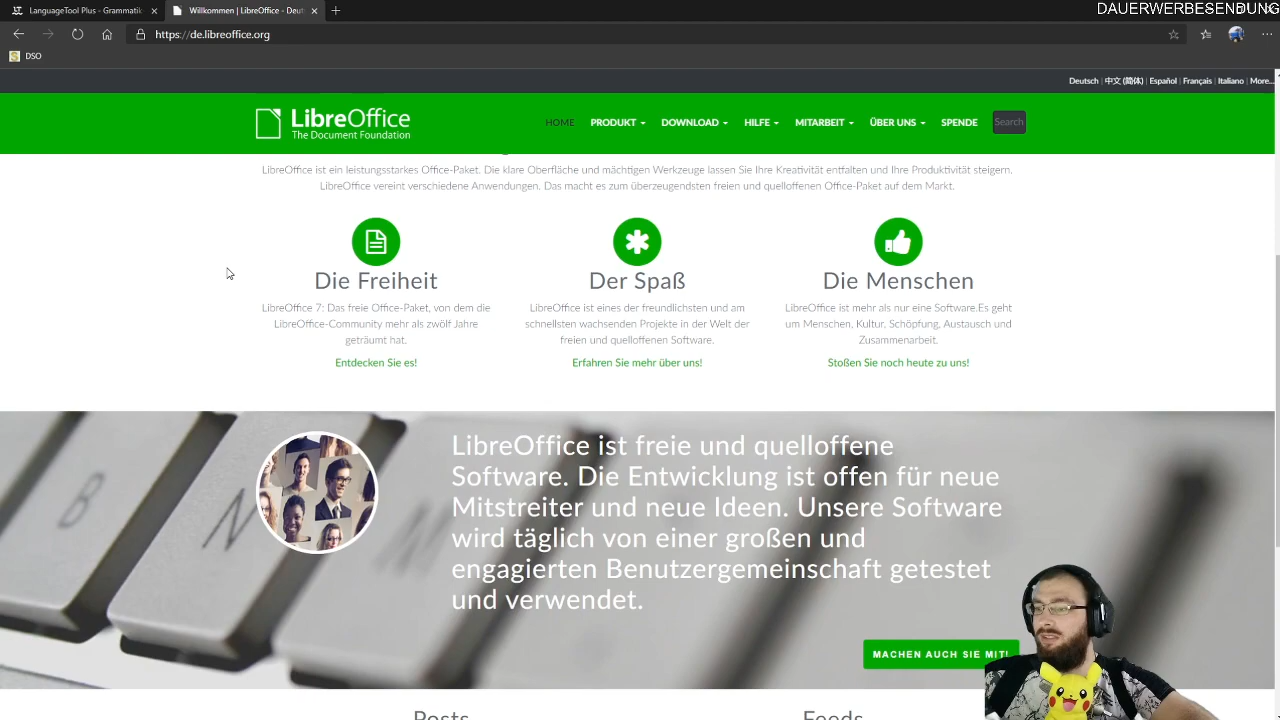 LanguageTool Plus - Grammatik
Willkommen | LibreOffice - Deut
DAUERWERBESENDUNG
https://de.libreoffice.org
DSO
Deutsch | 中文 (简体) | Español | Français | Italiano | More...
LibreOffice
The Document Foundation
HOME PRODUKT DOWNLOAD HILFE MITARBEIT ÜBER UNS SPENDE Search
LibreOffice ist ein leistungsstarkes Office-Paket. Die klare Oberfläche und mächtigen Werkzeuge lassen Sie Ihre Kreativität entfalten und Ihre Produktivität steigern.
LibreOffice vereint verschiedene Anwendungen. Das macht es zum überzeugendsten freien und quelloffenen Office-Paket auf dem Markt.
Die Freiheit
LibreOffice 7: Das freie Office-Paket, von dem die
LibreOffice-Community mehr als zwölf Jahre
geträumt hat.
Entdecken Sie es!
Der Spaß
LibreOffice ist eines der freundlichsten und am
schnellsten wachsenden Projekte in der Welt der
freien und quelloffenen Software.
Erfahren Sie mehr über uns!
Die Menschen
LibreOffice ist mehr als nur eine Software.Es geht
um Menschen, Kultur, Schöpfung, Austausch und
Zusammenarbeit.
Stoßen Sie noch heute zu uns!
B
N
LibreOffice ist freie und quelloffene
Software. Die Entwicklung ist offen für neue
Mitstreiter und neue Ideen. Unsere Software
wird täglich von einer großen und
engagierten Benutzergemeinschaft getestet
und verwendet.
MACHEN AUCH SIE MIT!
Posts
Feeds